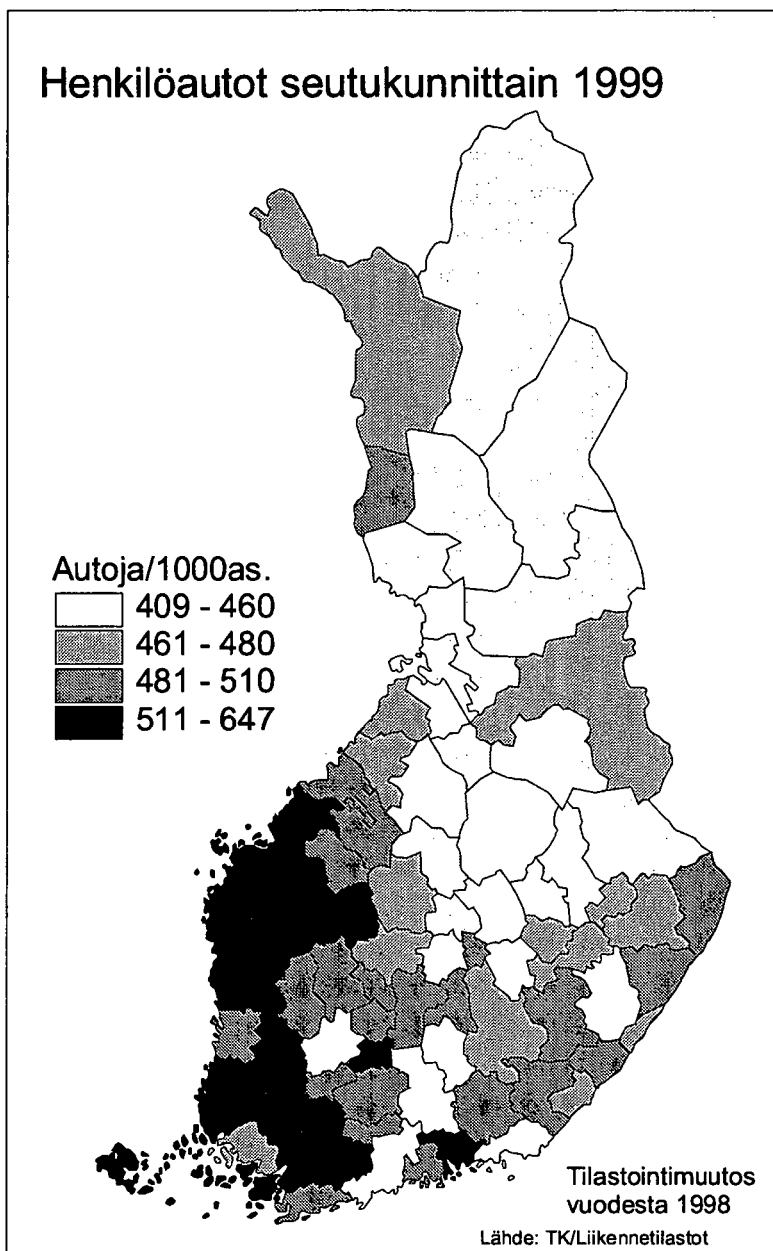 Henkilöautot seutukunnittain 1999
Autoja/1000as.
409 - 460
461 - 480
481 - 510
511 - 647
Tilastointimuutos
vuodesta 1998
Lähde: TK/Liikennetilastot